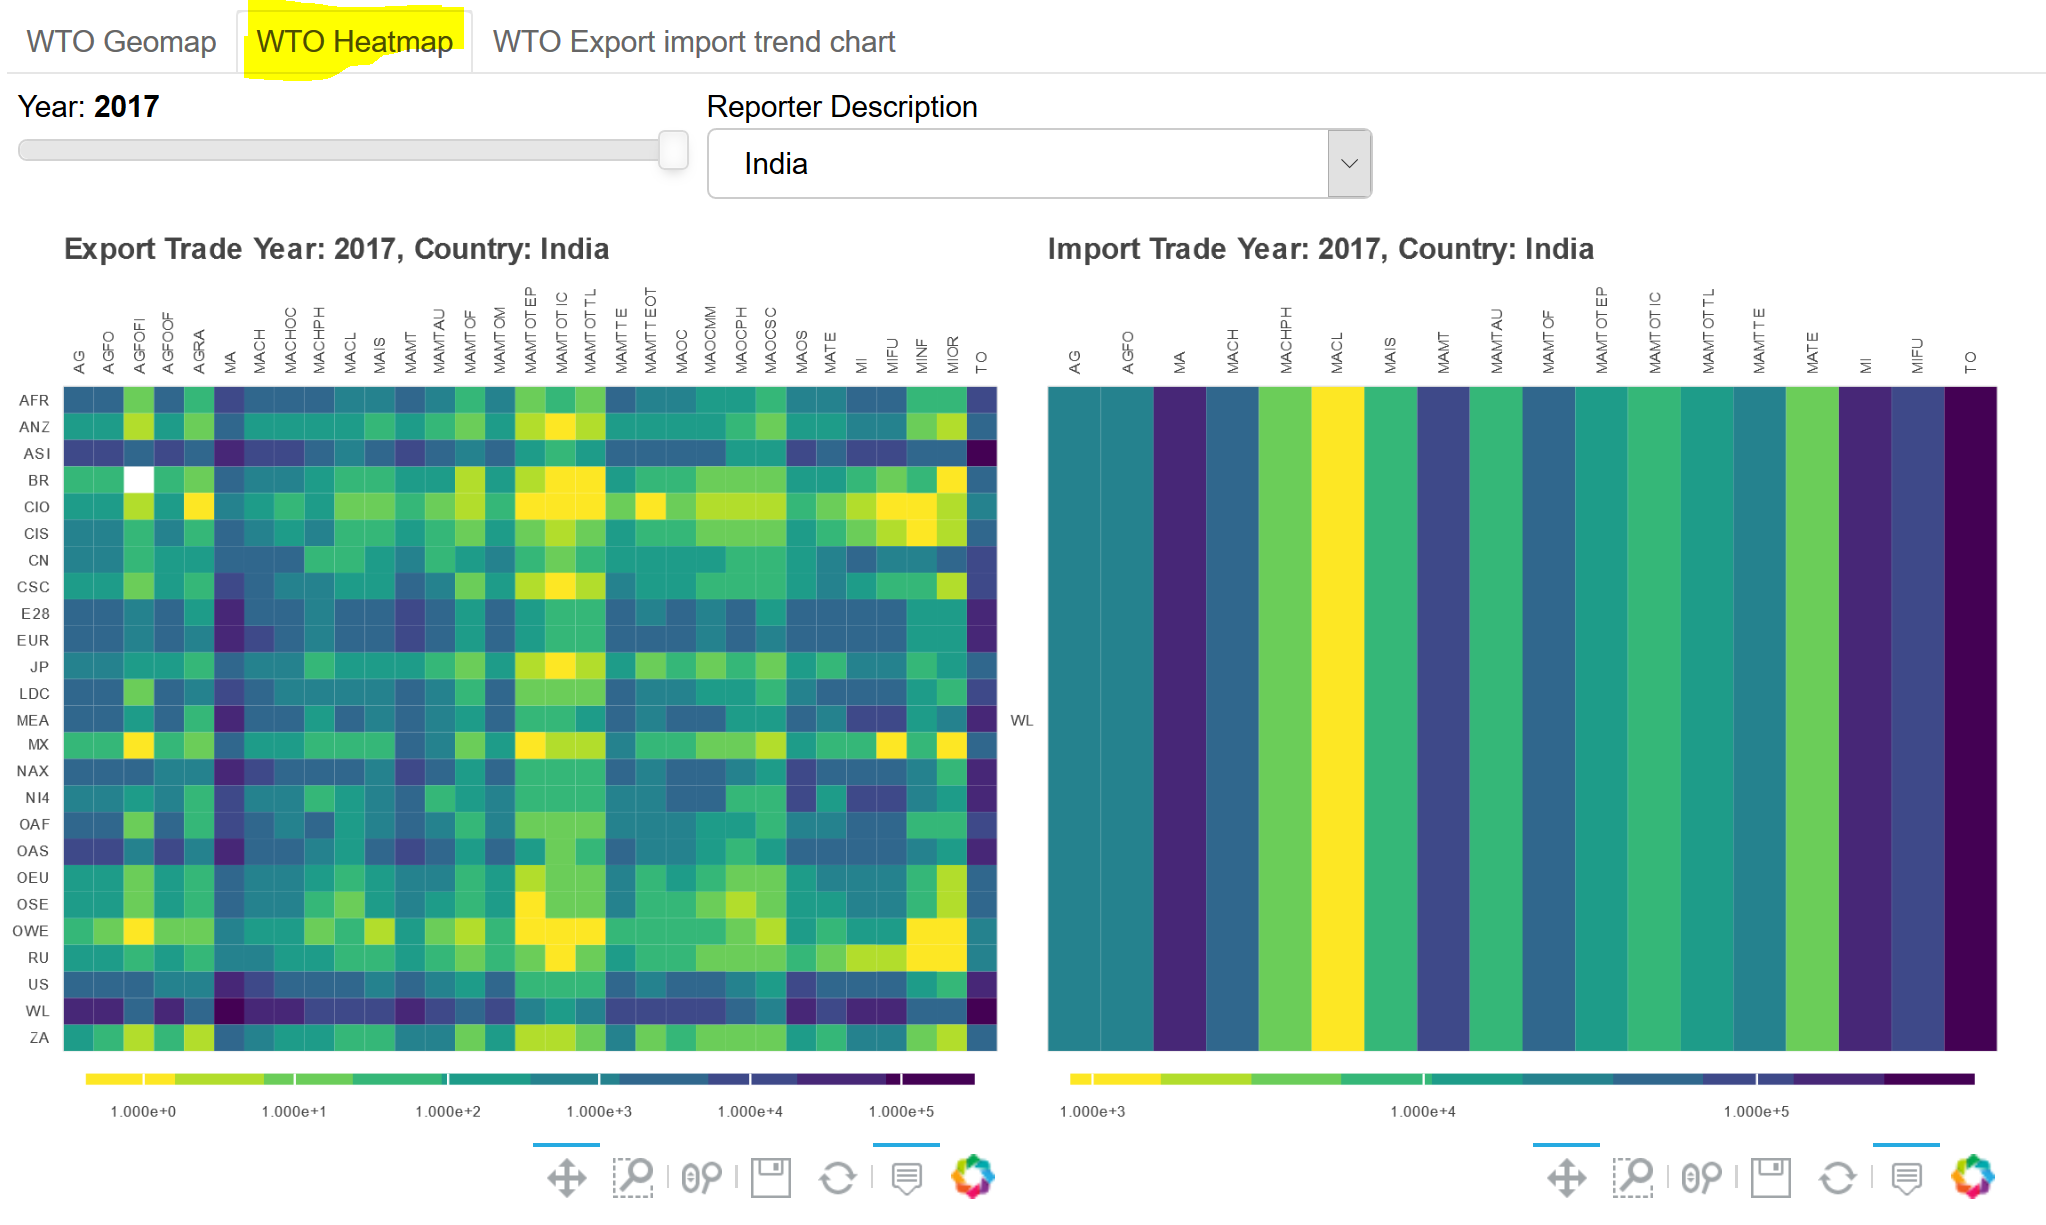 WTO Geomap WTO Heatmap WTO Export import trend chart
Year: 2017
Reporter Description
India
Export Trade Year: 2017, Country: India
AG AGFO AGFOFI AGFOOF AGRA MA MACH MACHOC MACHPH MACL MAIS MAMT MAMTAU MAMTOF MAMTOM MAMTOTEP MAMTOTIC MAMTOTTL MAMTTE MAMTTEOT MAOC MAOCMM MAOCPH MAOCSC MAOS MATE MI MIFU MINF MIOR TO
AFR
ANZ
ASI
BR
CIO
CIS
CN
CSC
E28
EUR
JP
LDC
MEA
MX
NAX
NI4
OAF
OAS
OEU
OSE
OWE
RU
US
WL
ZA
1.000e+0 1.000e+1 1.000e+2 1.000e+3 1.000e+4 1.000e+5
Import Trade Year: 2017, Country: India
AG AGFO MA MACH MACHPH MACL MAIS MAMT MAMTAU MAMTOF MAMTOTEP MAMTOTIC MAMTOTTL MAMTTE MATE MI MIFU TO
WL
1.000e+3 1.000e+4 1.000e+5